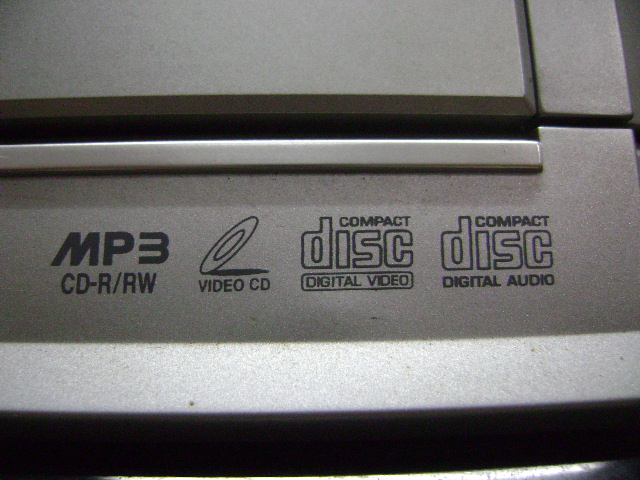 MP3
CD-R/RW
VIDEO CD
COMPACT
disc
DIGITAL VIDEO
COMPACT
disc
DIGITAL AUDIO